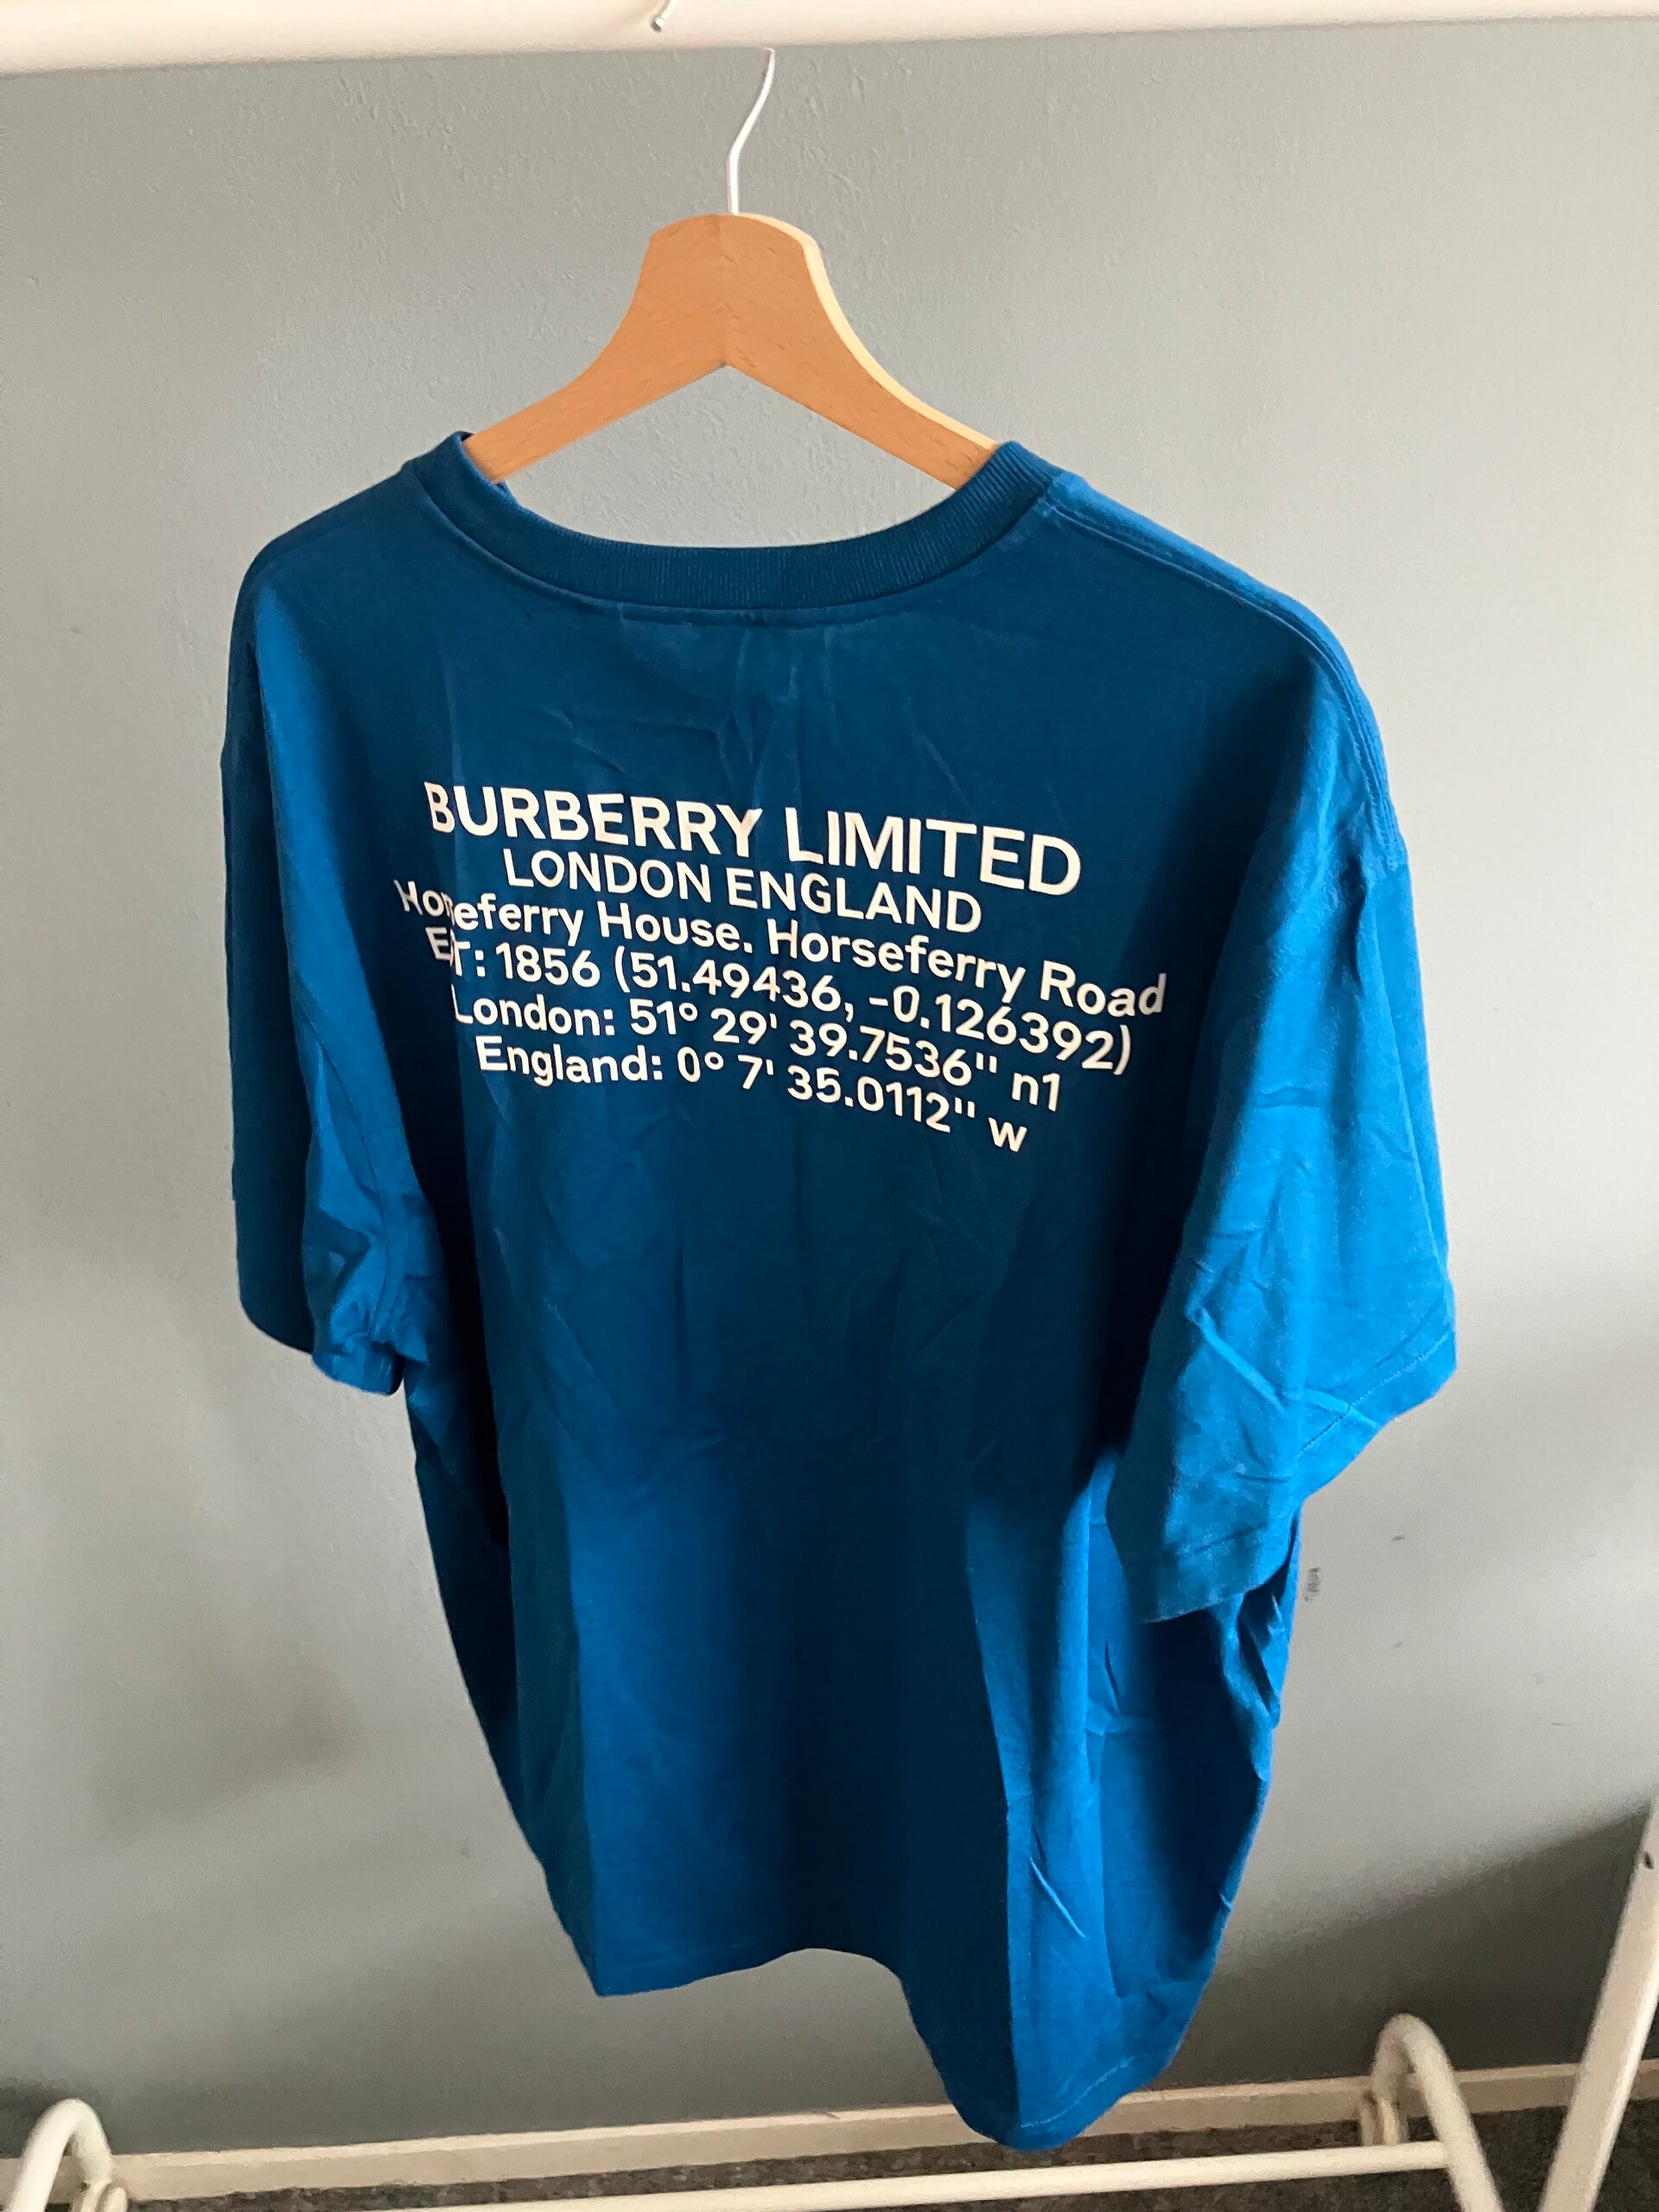 BURBERRY LIMITED
LONDON ENGLAND
Horseferry House. Horseferry Road
EST: 1856 (51.49436, -0.126392)
London: 51° 29' 39.7536'' n1
England: 0° 7' 35.0112'' w